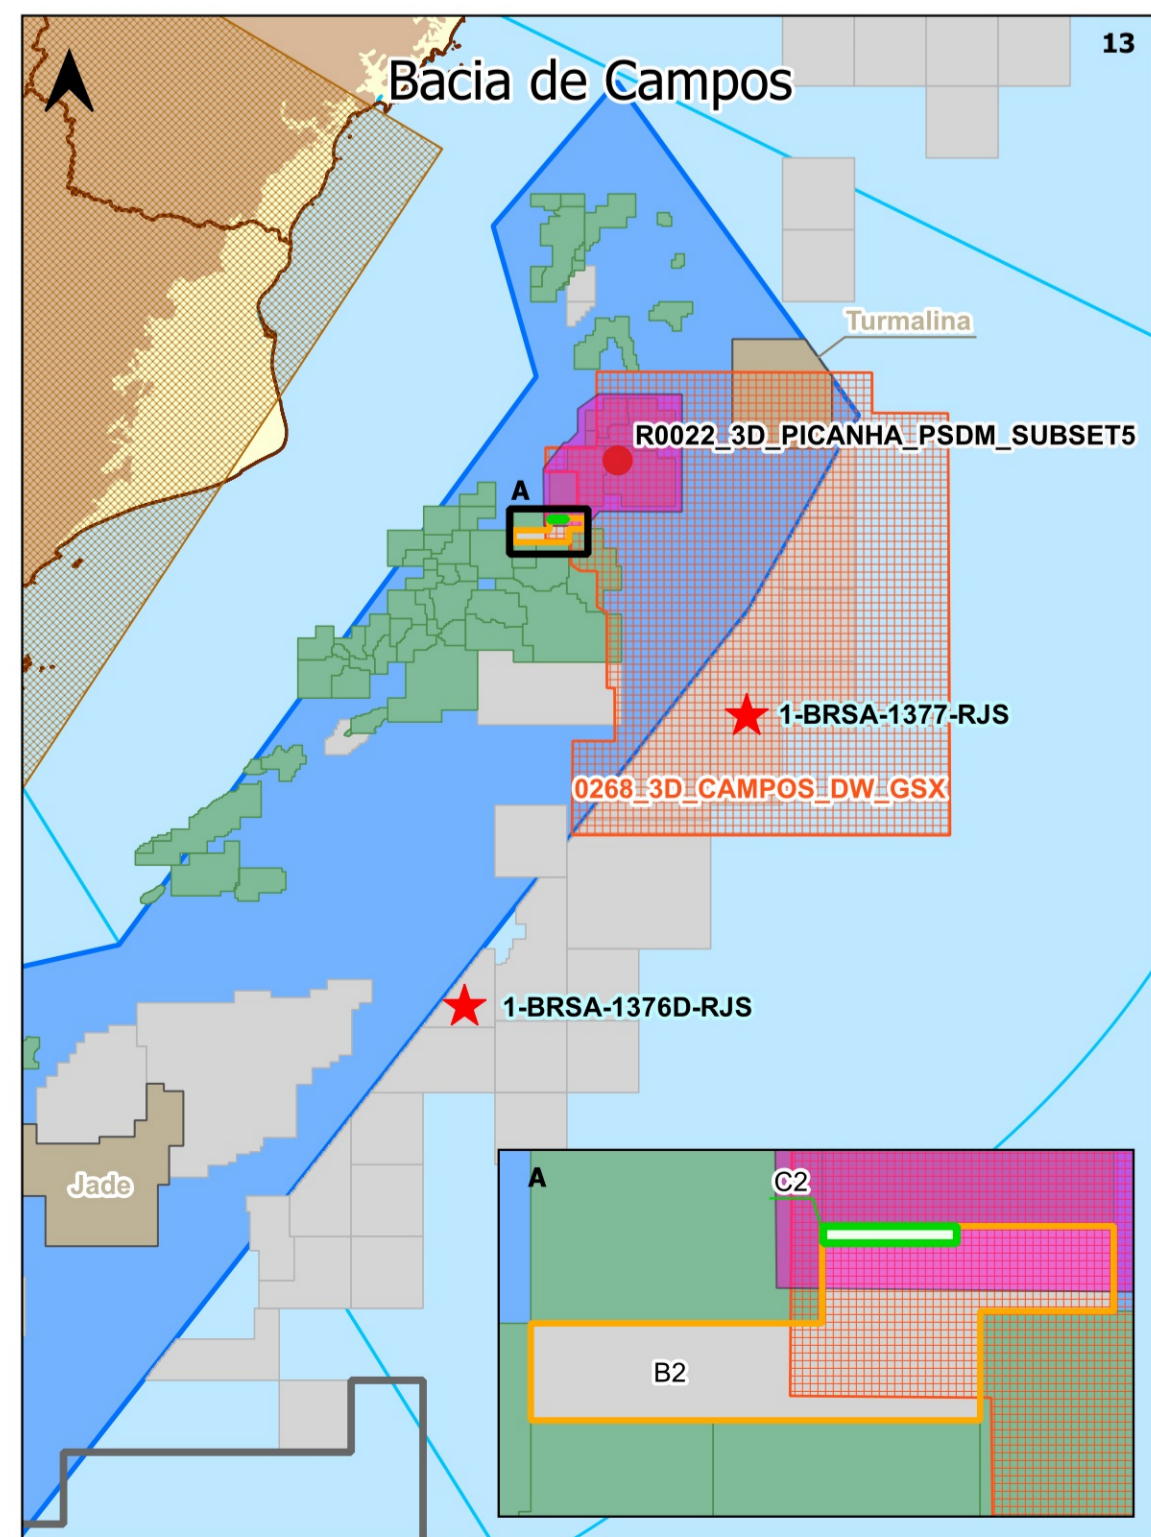 13
Bacia de Campos
Turmalina
R0022_3D_PICANHA_PSDM_SUBSET5
A
1-BRSA-1377-RJS
0268_3D_CAMPOS_DW_GSX
1-BRSA-1376D-RJS
Jade
A
C2
B2